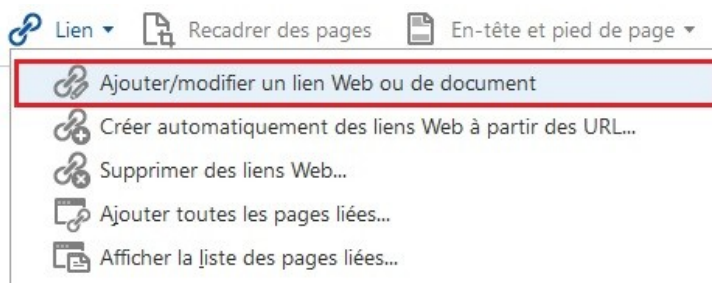 Lien Recadrer des pages En-tête et pied de page
Ajouter/modifier un lien Web ou de document
Créer automatiquement des liens Web à partir des URL...
Supprimer des liens Web...
Ajouter toutes les pages liées...
Afficher la liste des pages liées...